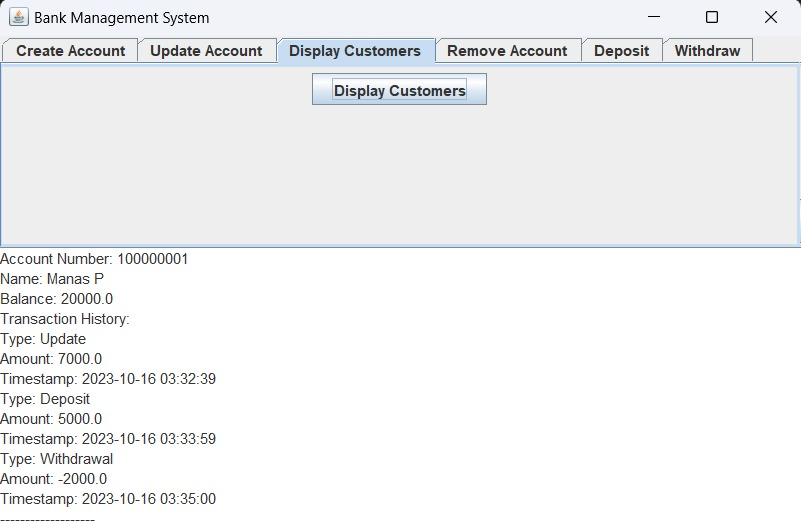 Bank Management System
Create Account Update Account Display Customers Remove Account Deposit Withdraw
Display Customers
Account Number: 100000001
Name: Manas P
Balance: 20000.0
Transaction History:
Type: Update
Amount: 7000.0
Timestamp: 2023-10-16 03:32:39
Type: Deposit
Amount: 5000.0
Timestamp: 2023-10-16 03:33:59
Type: Withdrawal
Amount: -2000.0
Timestamp: 2023-10-16 03:35:00
-------------------